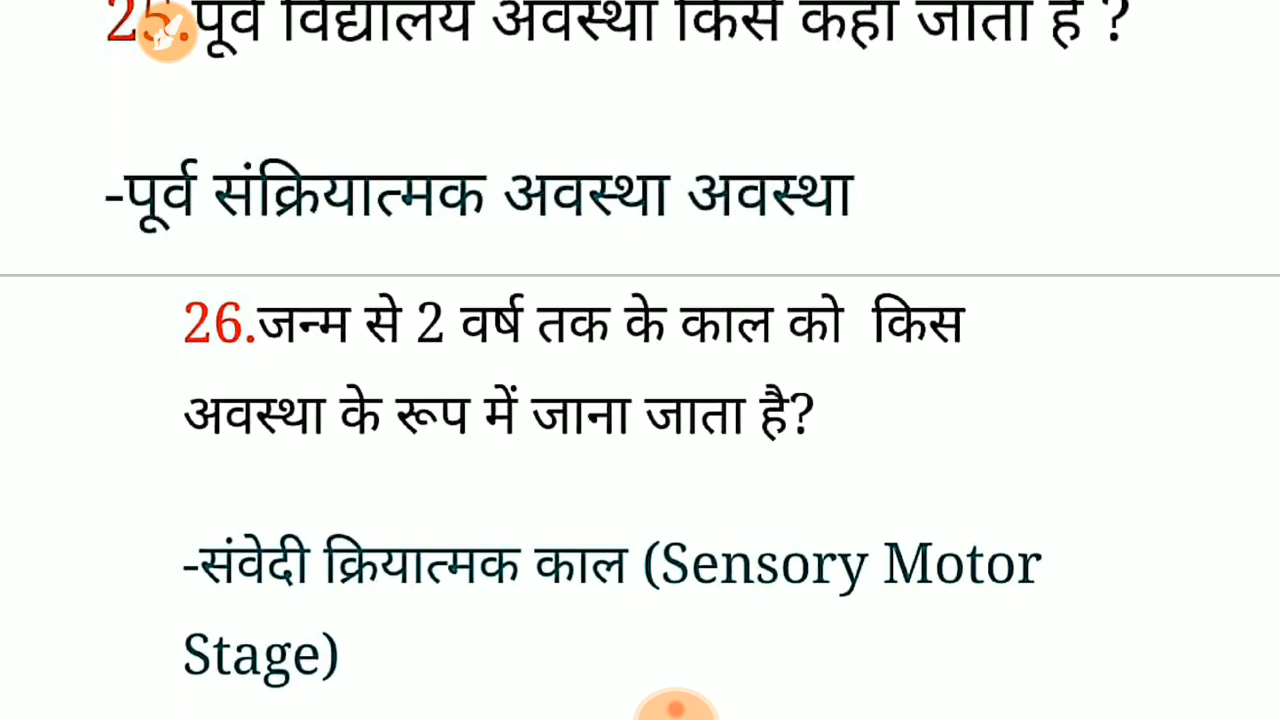 पूर्व विद्यालय अवस्था किसे कहा जाता है ?
-पूर्व संक्रियात्मक अवस्था अवस्था
26.जन्म से 2 वर्ष तक के काल को किस
अवस्था के रूप में जाना जाता है?
-संवेदी क्रियात्मक काल (Sensory Motor
Stage)